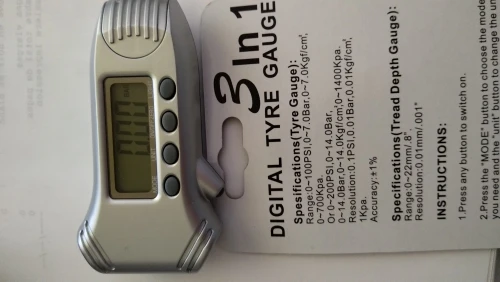 3 In 1
DIGITAL TYRE GAUGE
Spesifications(Tyre Gauge):
Range:0~100PSI,0~7.0Bar,0~7.0Kgf/cm²,
0~700Kpa.
Or 0~200PSI,0~14.0Bar,
0~14.0Bar,0~14.0Kgf/cm²,0~1400Kpa.
Resolution:0.1PSI,0.01Bar,0.01Kgf/cm²,
1Kpa.
Accuracy:±1%
Specifications(Tread Depth Gauge):
Range:0~22mm/.8".
Resoluiuon:0.01mm/.001"
INSTRUCTIONS:
1.Press any button to switch on.
2.Press the "MODE" button to choose the mode
you need and the "Unit" button to change the un